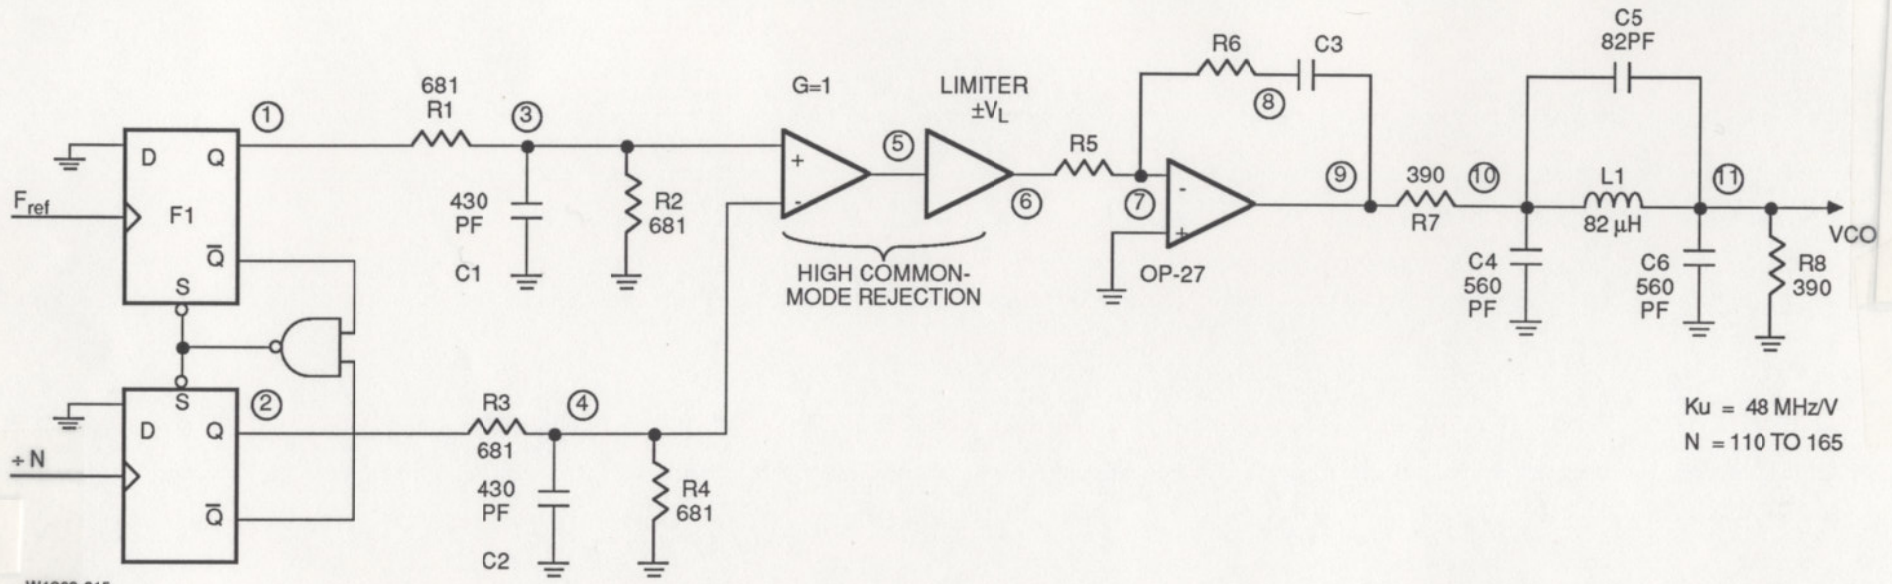 C5
82PF
R6
C3
681
R1
G=1
LIMITER
±VL
1
3
8
5
D
Q
R5
+
-
6
7
-
+
9
390
R7
10
11
L1
82 µH
Fref
F1
430
PF
C1
R2
681
Q
S
HIGH COMMON-
MODE REJECTION
OP-27
C4
560
PF
C6
560
PF
VCO
R8
390
S
2
R3
681
4
D
Q
÷ N
430
PF
C2
R4
681
Q
Ku = 48 MHz/V
N = 110 TO 165